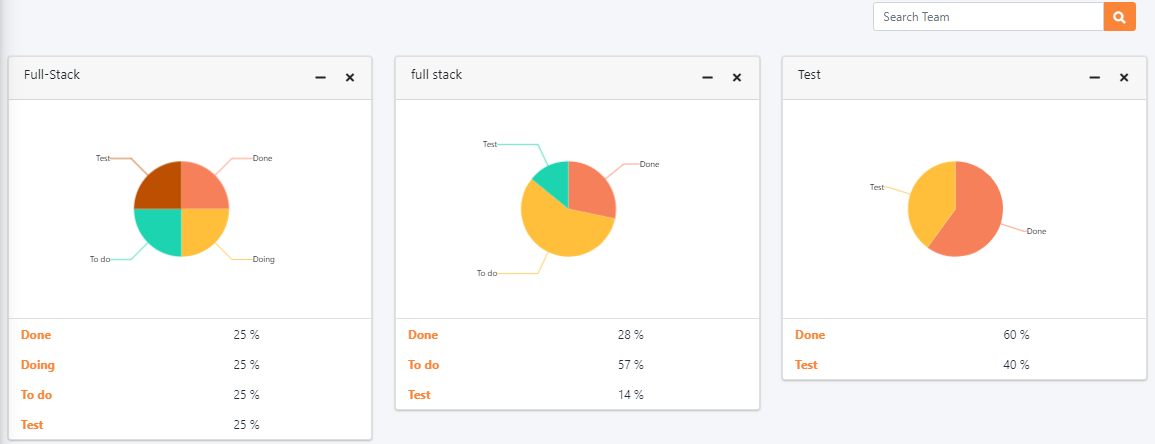 Search Team
Full-Stack
Test
Done
To do
Doing
Done 25 %
Doing 25 %
To do 25 %
Test 25 %
full stack
Test
Done
To do
Done 28 %
To do 57 %
Test 14 %
Test
Test
Done
Done 60 %
Test 40 %